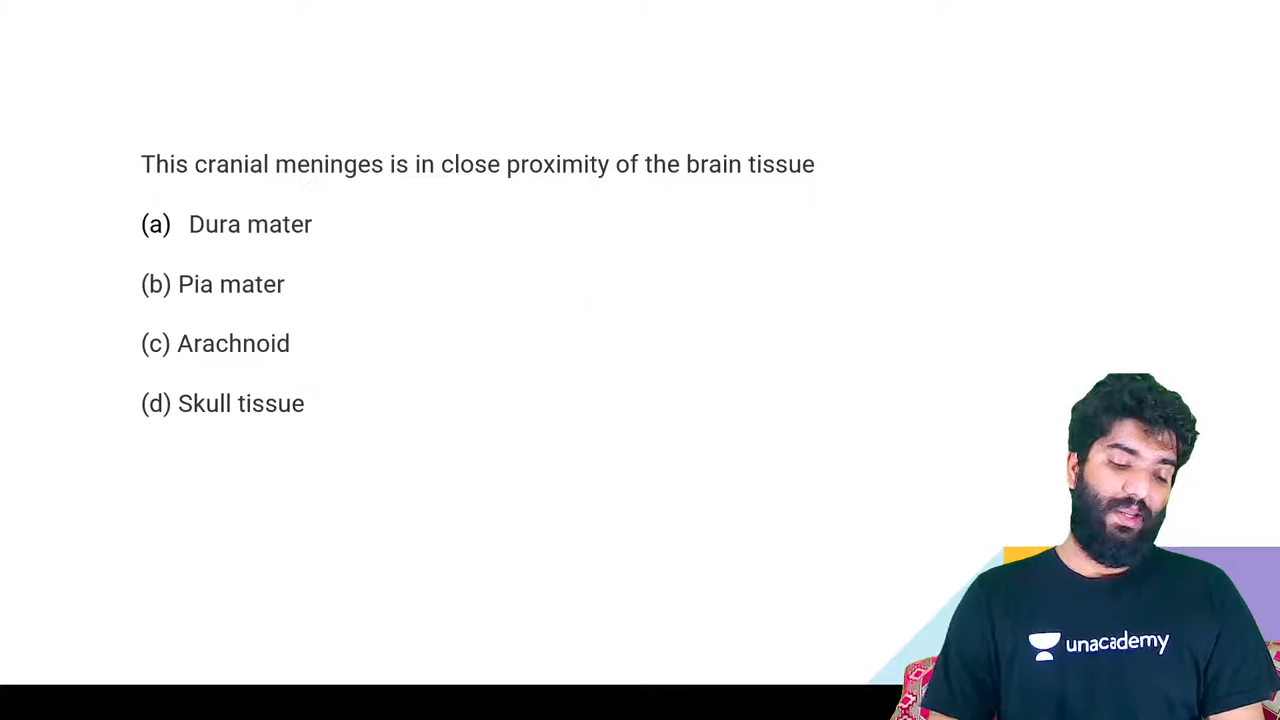 This cranial meninges is in close proximity of the brain tissue
(a) Dura mater
(b) Pia mater
(c) Arachnoid
(d) Skull tissue
unacademy